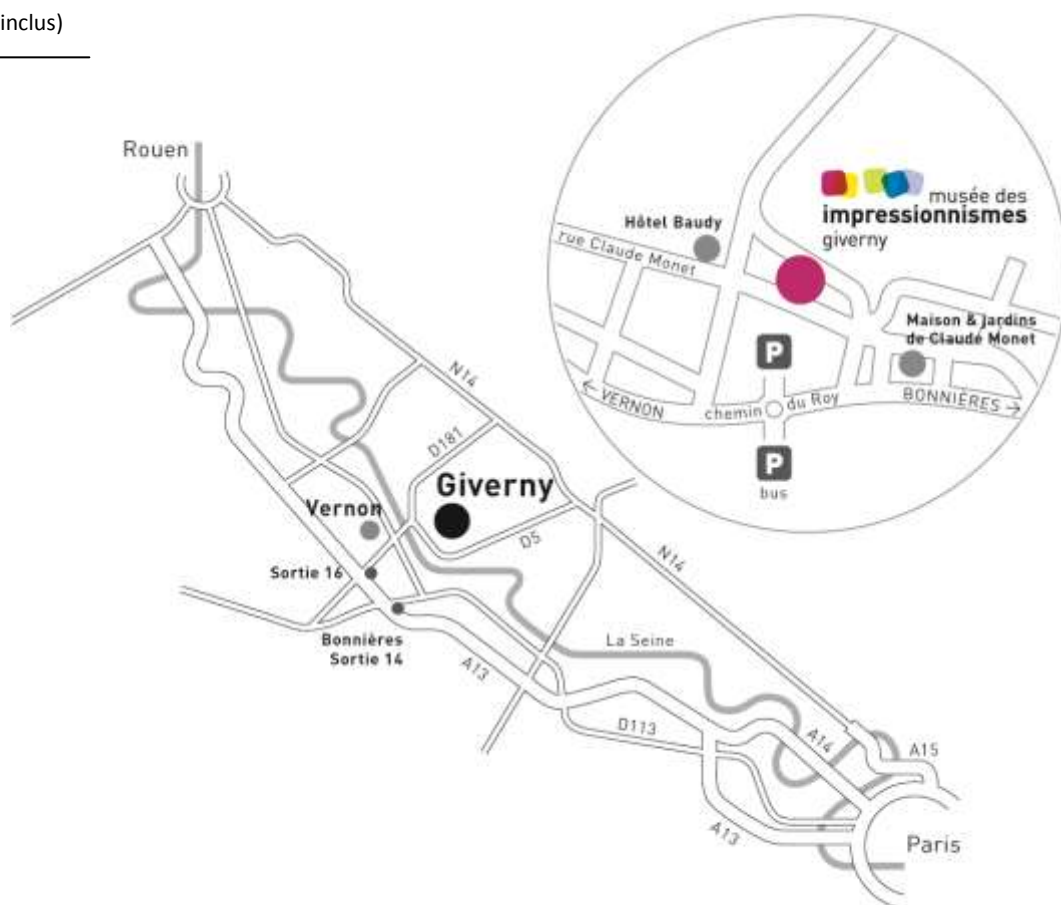 inclus)
Rouen
musée des
impressionnismes
giverny
Hôtel Baudy
rue Claude Monet
Maison & jardins
de Claude Monet
P
← VERNON
chemin du Roy
BONNIÈRES →
P
bus
N14
D181
Giverny
Vernon
D5
Sortie 16
N14
Bonnières
Sortie 14
La Seine
A13
D113
A14
A15
A13
Paris